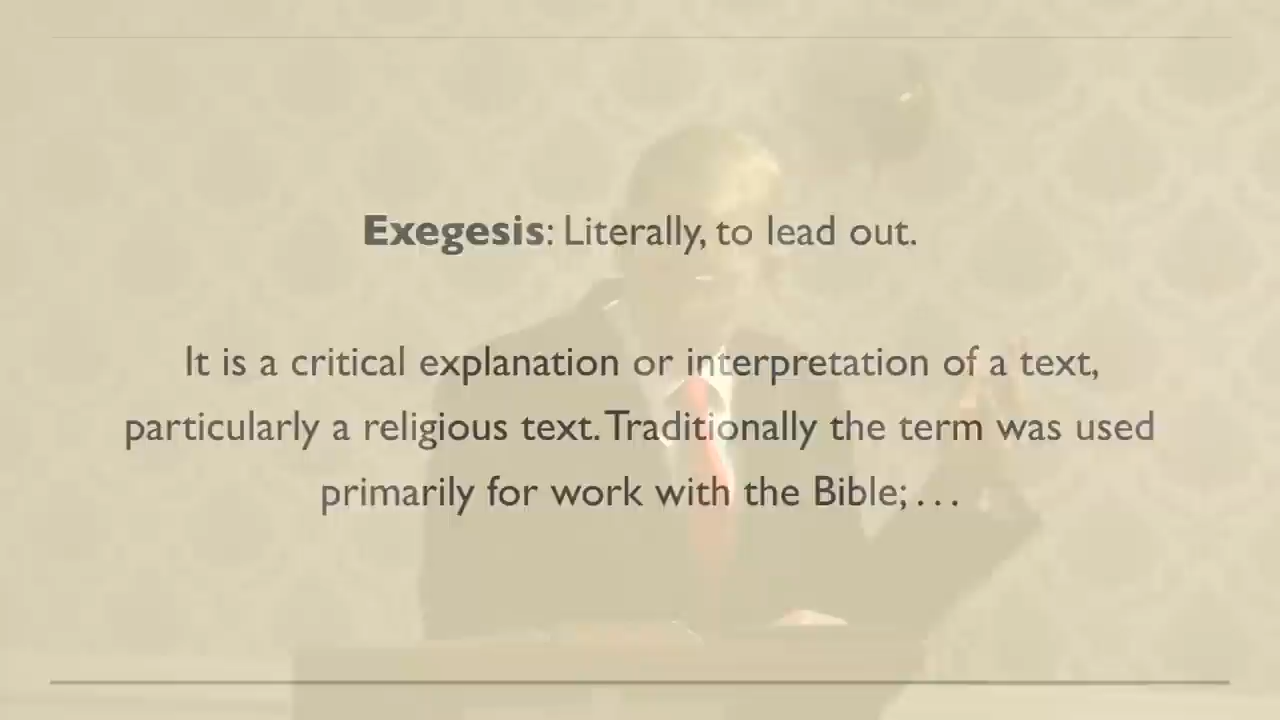 Exegesis: Literally, to lead out.
It is a critical explanation or interpretation of a text,
particularly a religious text. Traditionally the term was used
primarily for work with the Bible; . . .